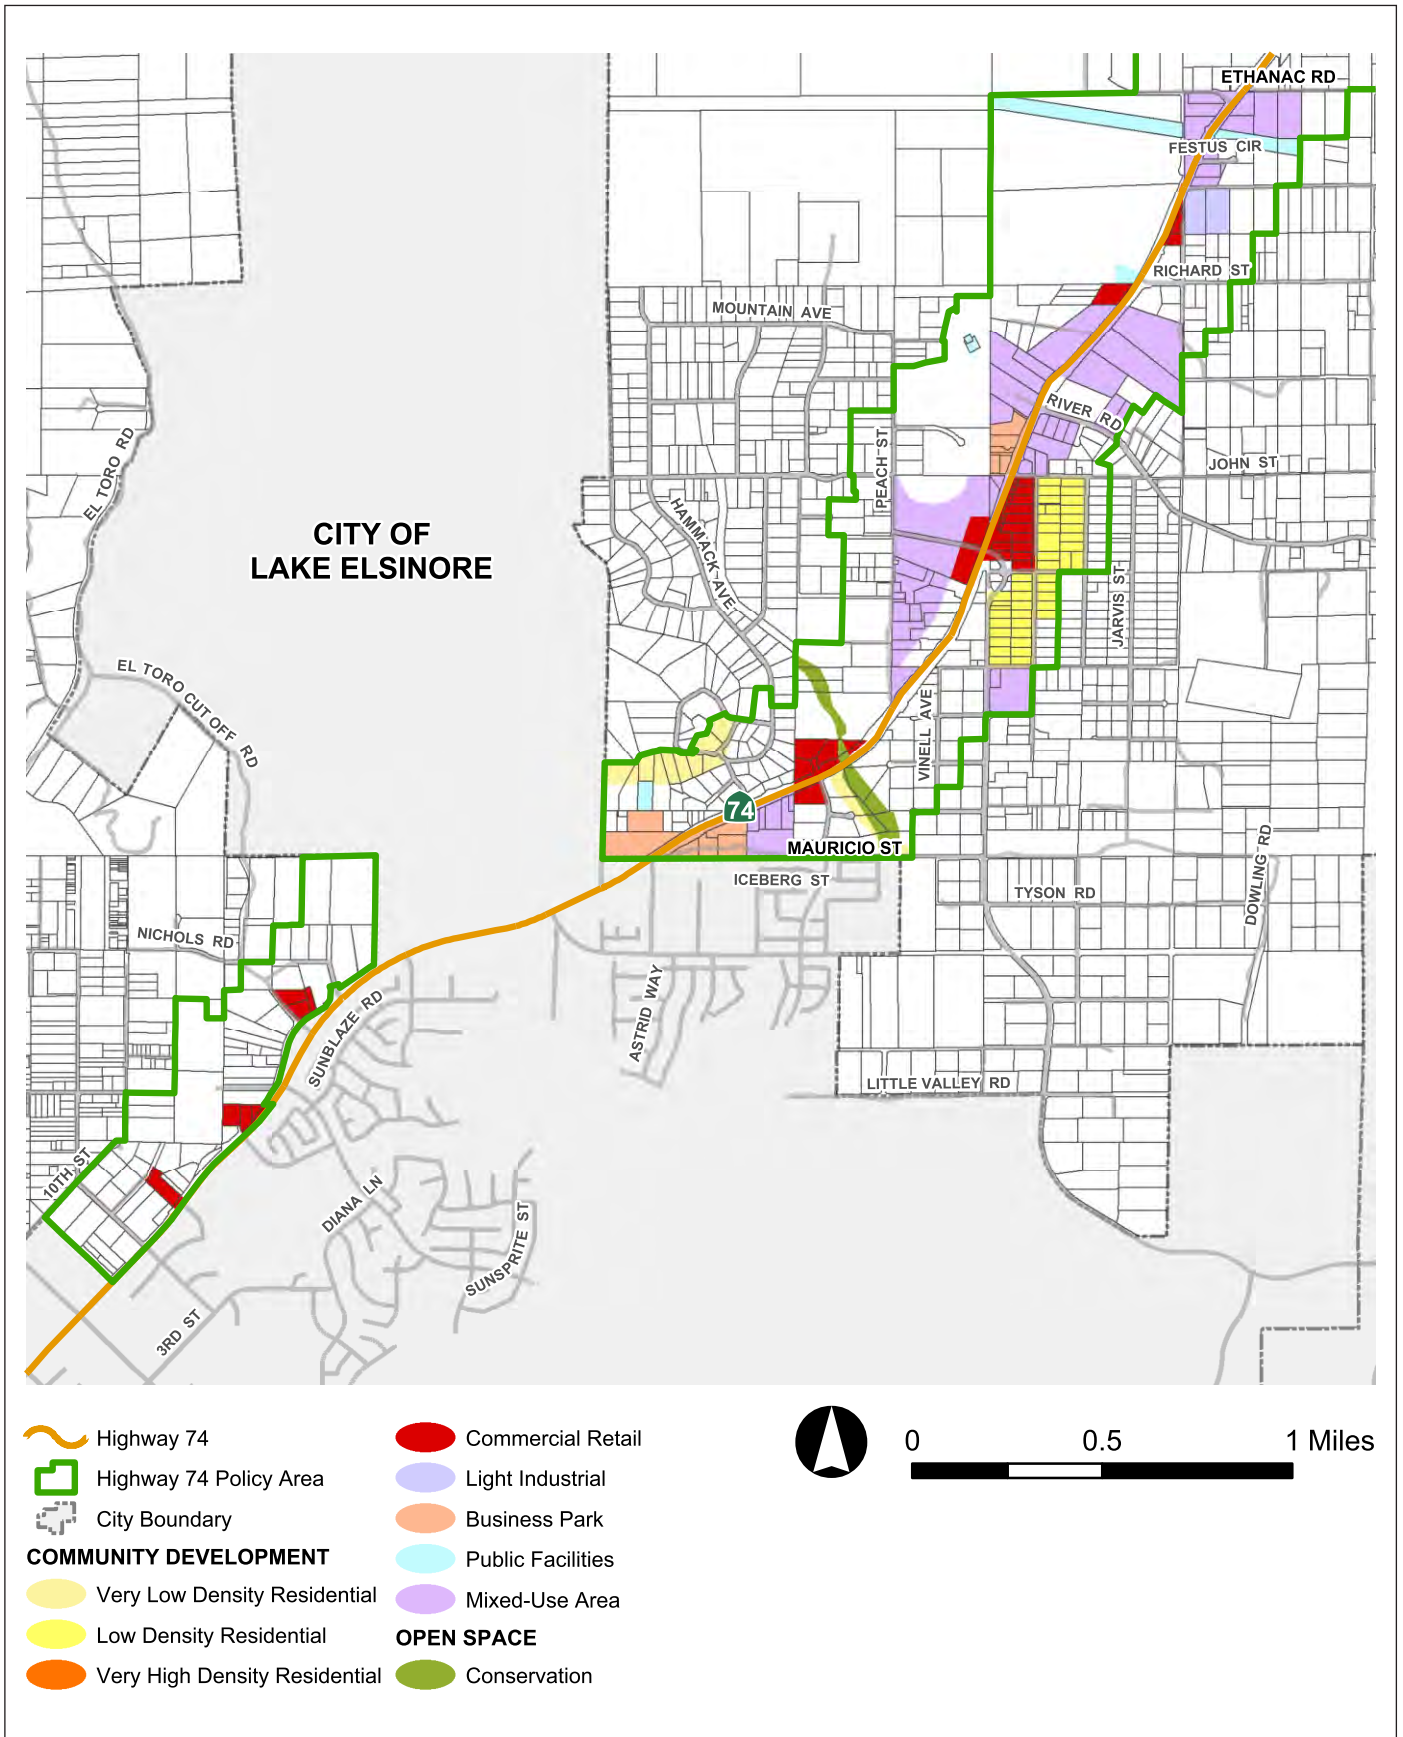 ETHANAC RD
FESTUS CIR
RICHARD ST
MOUNTAIN AVE
RIVER RD
JOHN ST
PEACH ST
EL TORO RD
HAMMACK AVE
CITY OF
LAKE ELSINORE
JARVIS ST
EL TORO CUT OFF RD
VINELL AVE
74
MAURICIO ST
ICEBERG ST
TYSON RD
DOWLING RD
NICHOLS RD
ASTRID WAY
SUNBLAZE RD
LITTLE VALLEY RD
10TH ST
DIANA LN
SUNSPRITE ST
3RD ST
Highway 74
Highway 74 Policy Area
City Boundary
COMMUNITY DEVELOPMENT
Very Low Density Residential
Low Density Residential
Very High Density Residential
Commercial Retail
Light Industrial
Business Park
Public Facilities
Mixed-Use Area
OPEN SPACE
Conservation
0 0.5 1 Miles